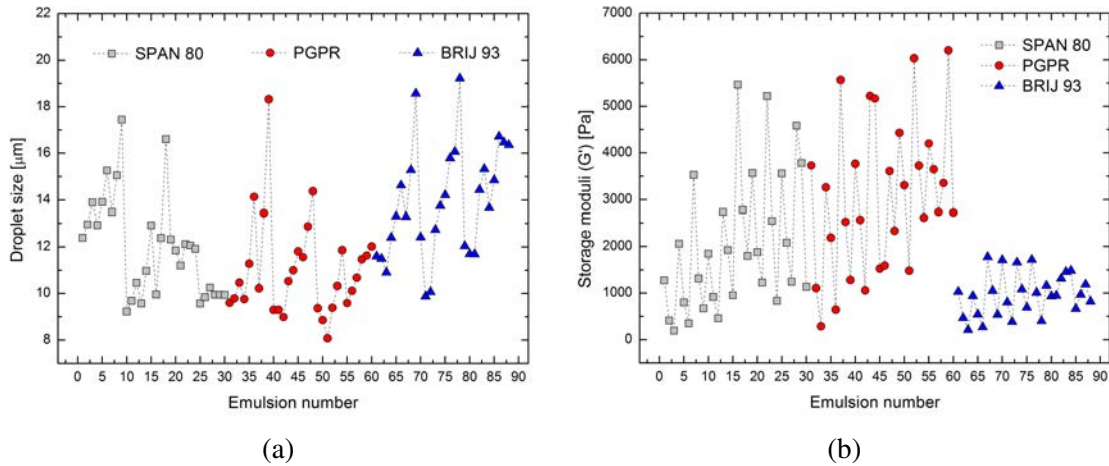 SPAN 80 PGPR BRIJ 93
Droplet size [μm]
22
20
18
16
14
12
10
8
0 5 10 15 20 25 30 35 40 45 50 55 60 65 70 75 80 85 90
Emulsion number
(a)
SPAN 80
PGPR
BRIJ 93
Storage moduli (G') [Pa]
7000
6000
5000
4000
3000
2000
1000
0
0 5 10 15 20 25 30 35 40 45 50 55 60 65 70 75 80 85 90
Emulsion number
(b)